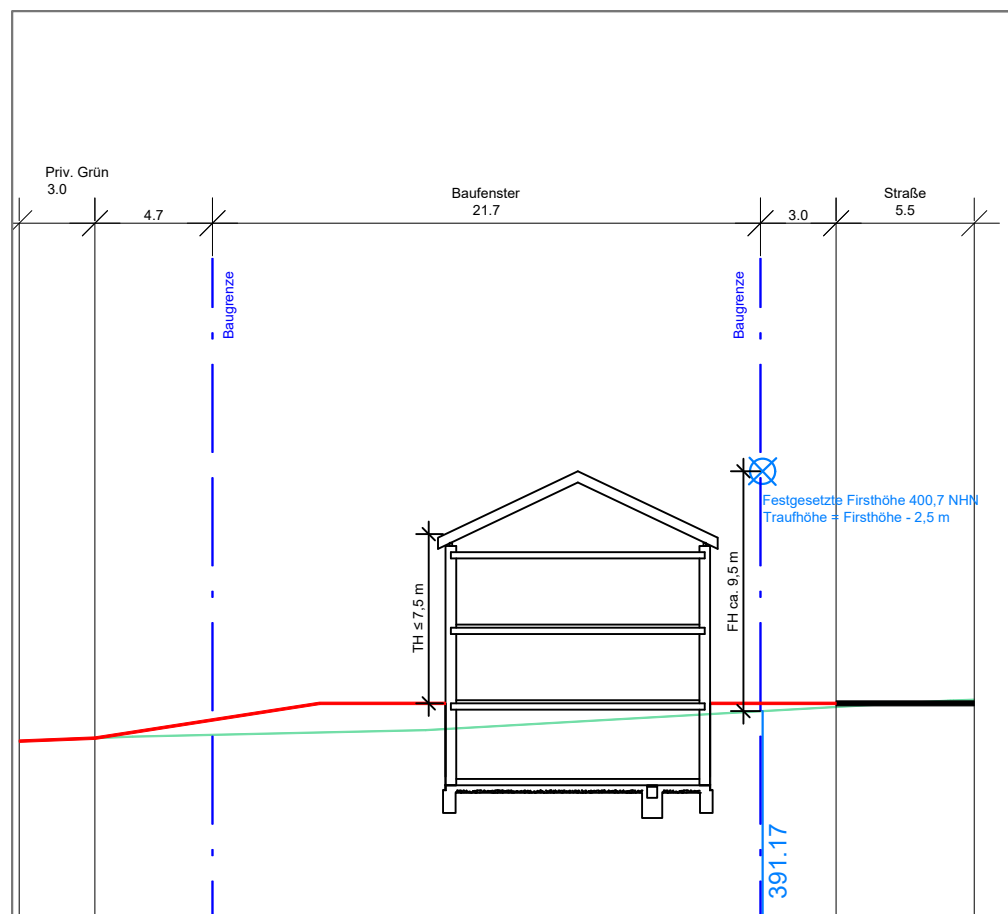 Priv. Grün
3.0
4.7
Baufenster
21.7
3.0
Straße
5.5
Baugrenze
Baugrenze
Festgesetzte Firsthöhe 400,7 NHN
Traufhöhe = Firsthöhe - 2,5 m
TH ≤ 7,5 m
FH ca. 9,5 m
391.17